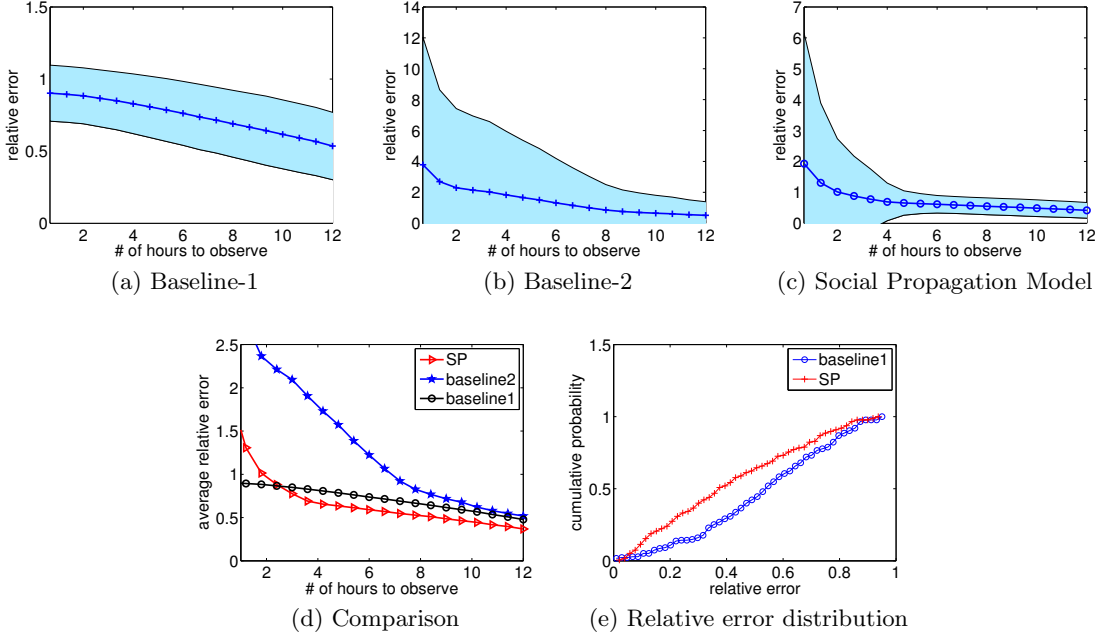 1.5
1
0.5
0
relative error
2 4 6 8 10 12
# of hours to observe
(a) Baseline-1
14
12
10
8
6
4
2
0
relative error
2 4 6 8 10 12
# of hours to observe
(b) Baseline-2
7
6
5
4
3
2
1
0
relative error
2 4 6 8 10 12
# of hours to observe
(c) Social Propagation Model
2.5
2
1.5
1
0.5
0
average relative error
SP
baseline2
baseline1
2 4 6 8 10 12
# of hours to observe
(d) Comparison
1.5
1.0
0.5
0
cumulative probability
baseline1
SP
0 0.2 0.4 0.6 0.8 1
relative error
(e) Relative error distribution